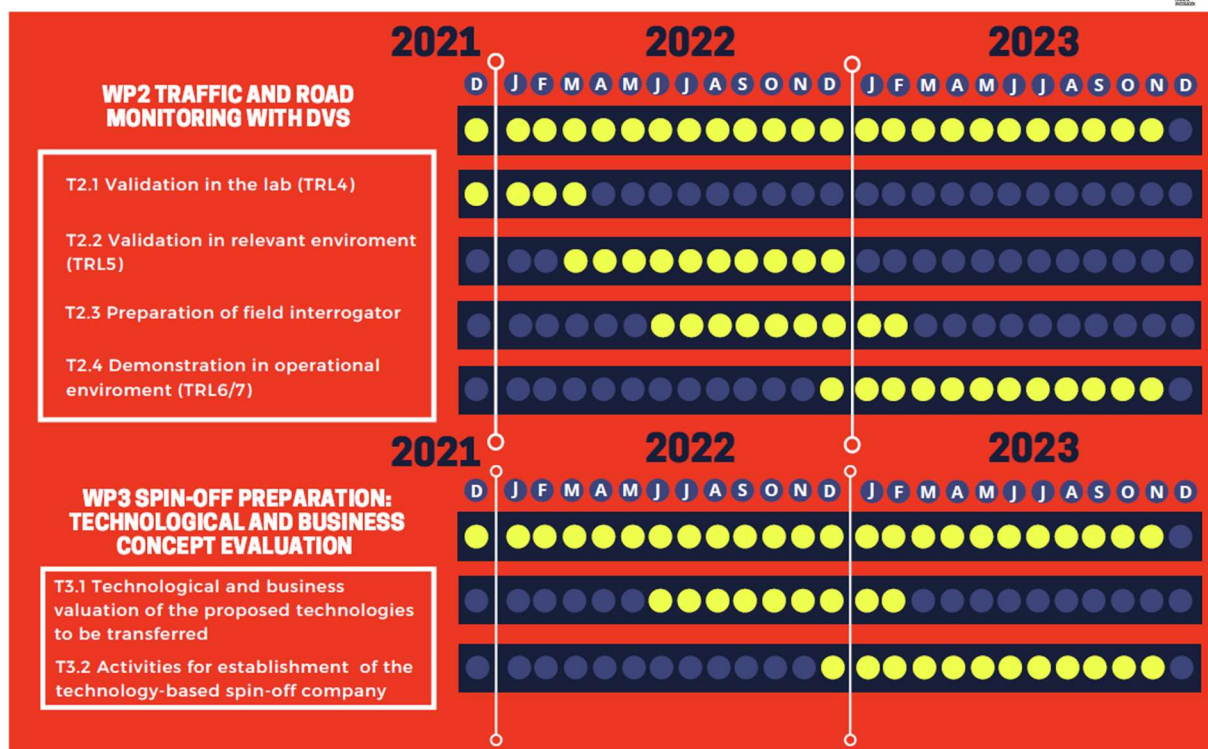 2021 2022 2023
D J F M A M J J A S O N D J F M A M J J A S O N D
WP2 TRAFFIC AND ROAD
MONITORING WITH DVS
T2.1 Validation in the lab (TRL4)
T2.2 Validation in relevant enviroment
(TRL5)
T2.3 Preparation of field interrogator
T2.4 Demonstration in operational
enviroment (TRL6/7)
2021 2022 2023
D J F M A M J J A S O N D J F M A M J J A S O N D
WP3 SPIN-OFF PREPARATION:
TECHNOLOGICAL AND BUSINESS
CONCEPT EVALUATION
T3.1 Technological and business
valuation of the proposed technologies
to be transferred
T3.2 Activities for establishment of the
technology-based spin-off company